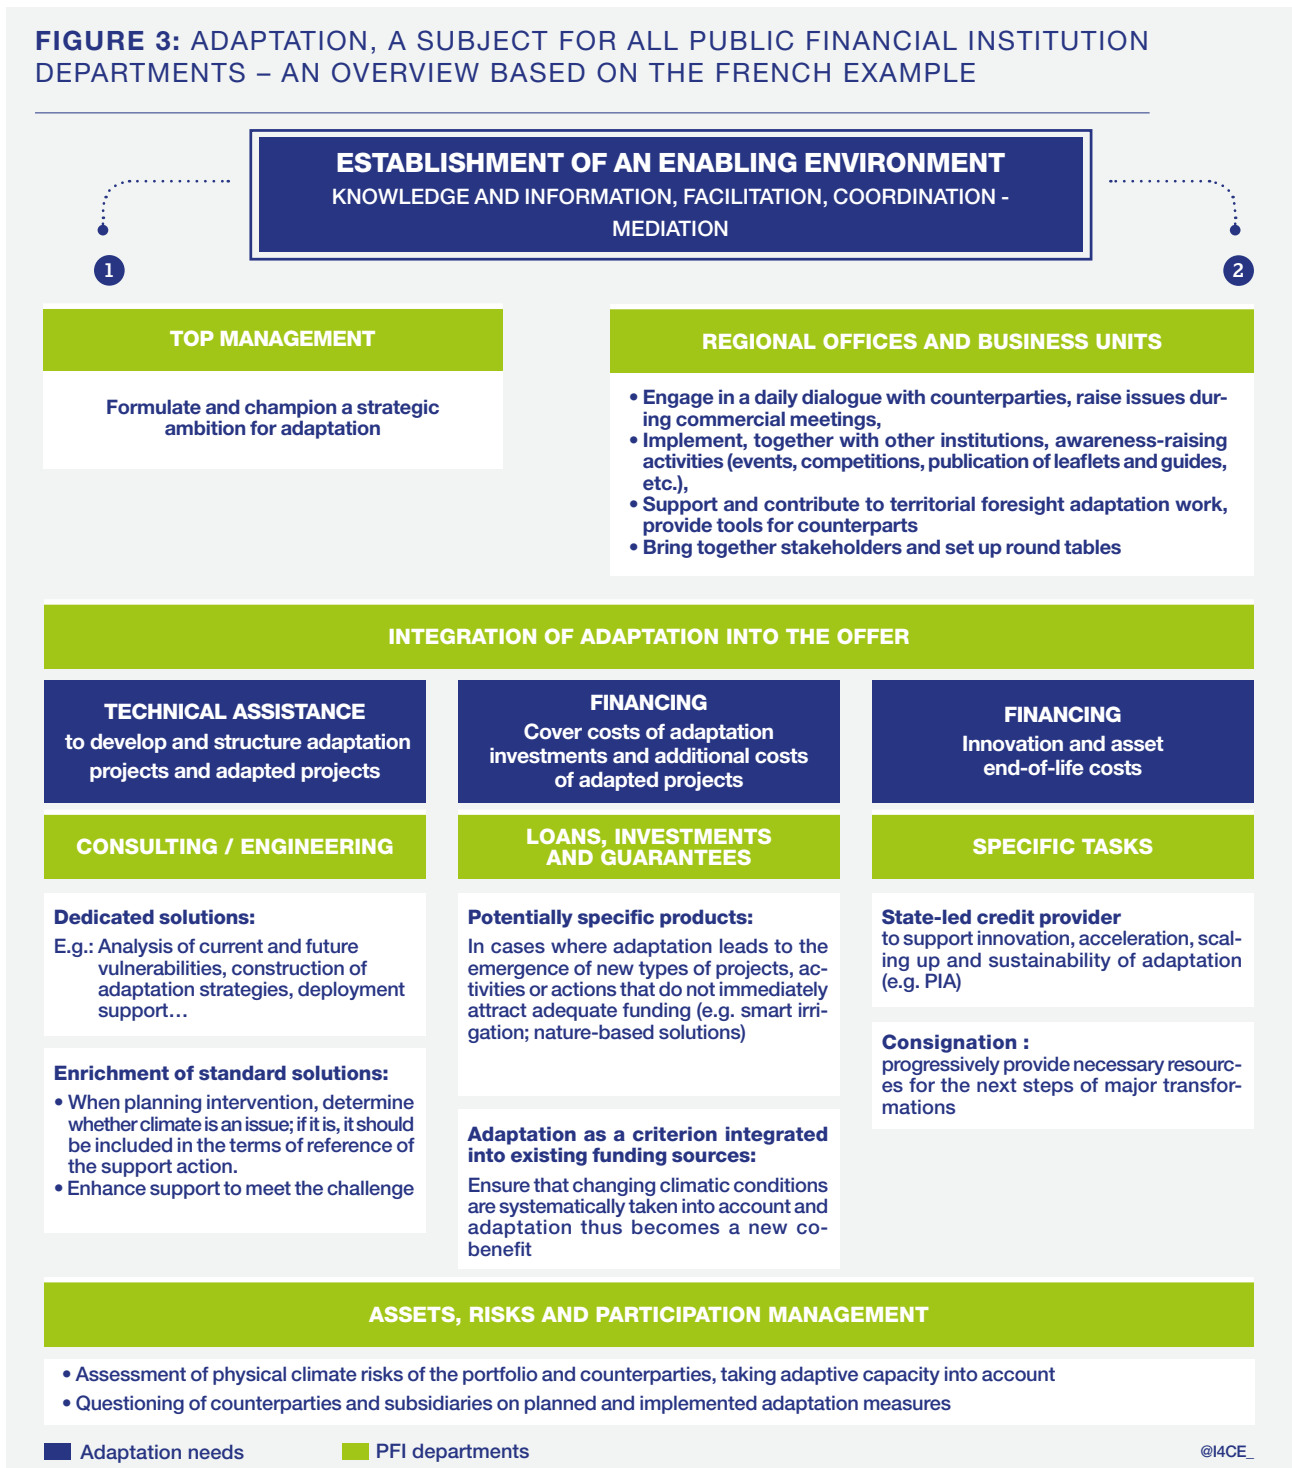 FIGURE 3: ADAPTATION, A SUBJECT FOR ALL PUBLIC FINANCIAL INSTITUTION
DEPARTMENTS – AN OVERVIEW BASED ON THE FRENCH EXAMPLE
ESTABLISHMENT OF AN ENABLING ENVIRONMENT
KNOWLEDGE AND INFORMATION, FACILITATION, COORDINATION -
MEDIATION
1
2
TOP MANAGEMENT
Formulate and champion a strategic
ambition for adaptation
REGIONAL OFFICES AND BUSINESS UNITS
• Engage in a daily dialogue with counterparties, raise issues dur-
ing commercial meetings,
• Implement, together with other institutions, awareness-raising
activities (events, competitions, publication of leaflets and guides,
etc.),
• Support and contribute to territorial foresight adaptation work,
provide tools for counterparts
• Bring together stakeholders and set up round tables
INTEGRATION OF ADAPTATION INTO THE OFFER
TECHNICAL ASSISTANCE
to develop and structure adaptation
projects and adapted projects
CONSULTING / ENGINEERING
Dedicated solutions:
E.g.: Analysis of current and future
vulnerabilities, construction of
adaptation strategies, deployment
support…
Enrichment of standard solutions:
• When planning intervention, determine
whether climate is an issue; if it is, it should
be included in the terms of reference of
the support action.
• Enhance support to meet the challenge
FINANCING
Cover costs of adaptation
investments and additional costs
of adapted projects
LOANS, INVESTMENTS
AND GUARANTEES
Potentially specific products:
In cases where adaptation leads to the
emergence of new types of projects, ac-
tivities or actions that do not immediately
attract adequate funding (e.g. smart irri-
gation; nature-based solutions)
Adaptation as a criterion integrated
into existing funding sources:
Ensure that changing climatic conditions
are systematically taken into account and
adaptation thus becomes a new co-
benefit
FINANCING
Innovation and asset
end-of-life costs
SPECIFIC TASKS
State-led credit provider
to support innovation, acceleration, scal-
ing up and sustainability of adaptation
(e.g. PIA)
Consignation :
progressively provide necessary resourc-
es for the next steps of major transfor-
mations
ASSETS, RISKS AND PARTICIPATION MANAGEMENT
• Assessment of physical climate risks of the portfolio and counterparties, taking adaptive capacity into account
• Questioning of counterparties and subsidiaries on planned and implemented adaptation measures
Adaptation needs
PFI departments
@I4CE_